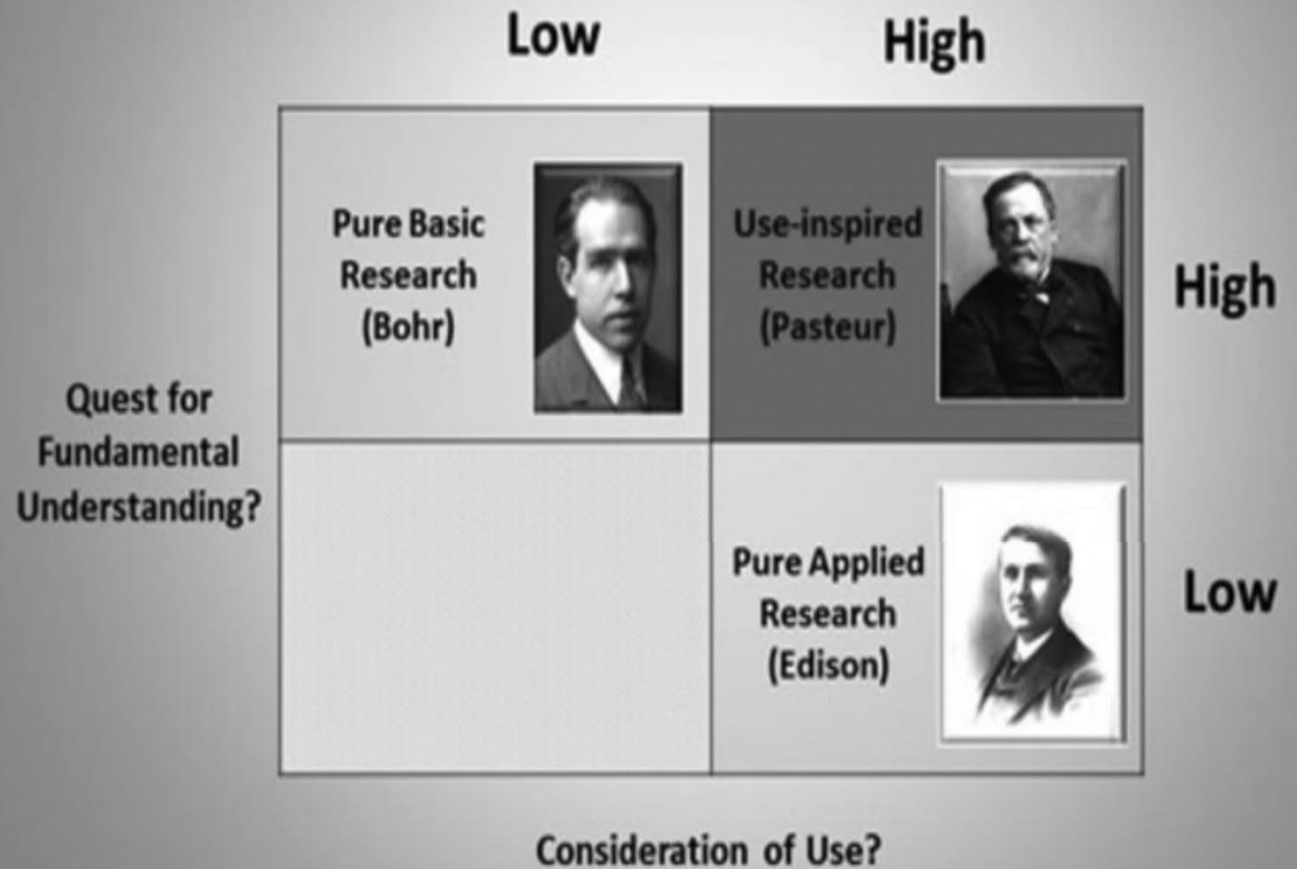 Low
High
Pure Basic
Research
(Bohr)
Use-inspired
Research
(Pasteur)
High
Quest for
Fundamental
Understanding?
Pure Applied
Research
(Edison)
Low
Consideration of Use?